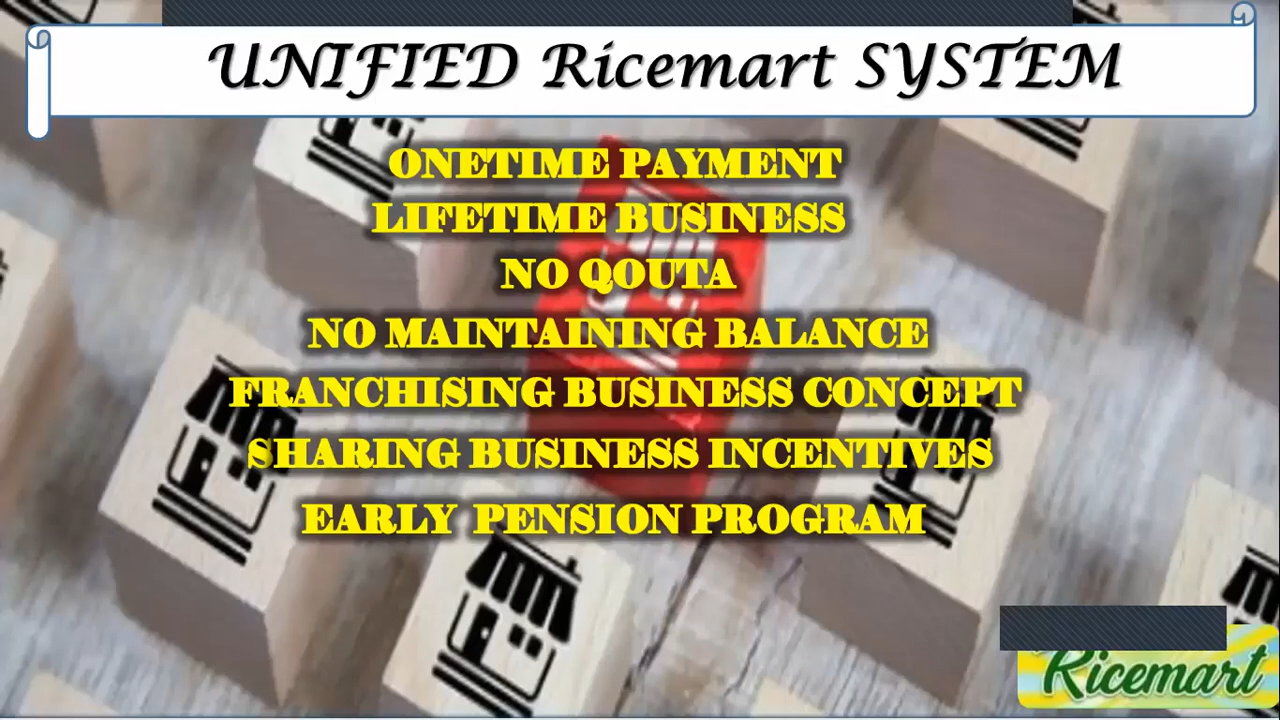 UNIFIED Ricemart SYSTEM
ONETIME PAYMENT
LIFETIME BUSINESS
NO QOUTA
NO MAINTAINING BALANCE
FRANCHISING BUSINESS CONCEPT
SHARING BUSINESS INCENTIVES
EARLY PENSION PROGRAM
Ricemart